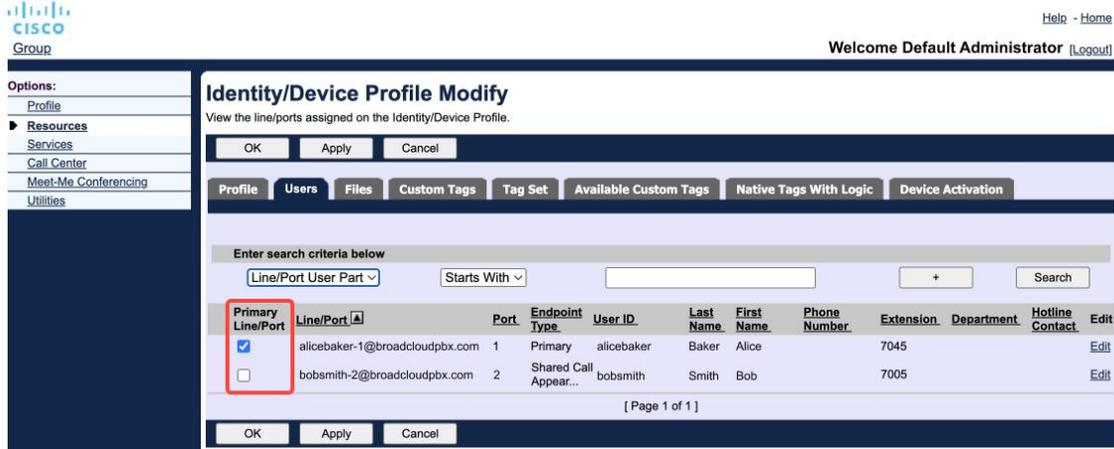 CISCO
Help - Home
Group
Welcome Default Administrator [Logout]
Options:
Profile
Resources
Services
Call Center
Meet-Me Conferencing
Utilities
Identity/Device Profile Modify
View the line/ports assigned on the Identity/Device Profile.
OK Apply Cancel
Profile Users Files Custom Tags Tag Set Available Custom Tags Native Tags With Logic Device Activation
Enter search criteria below
Line/Port User Part Starts With + Search
Primary Line/Port Line/Port Port Endpoint Type User ID Last Name First Name Phone Number Extension Department Hotline Contact Edit
alicebaker-1@broadcloudpbx.com 1 Primary alicebaker Baker Alice 7045 Edit
bobsmith-2@broadcloudpbx.com 2 Shared Call Appear... bobsmith Smith Bob 7005 Edit
[ Page 1 of 1 ]
OK Apply Cancel